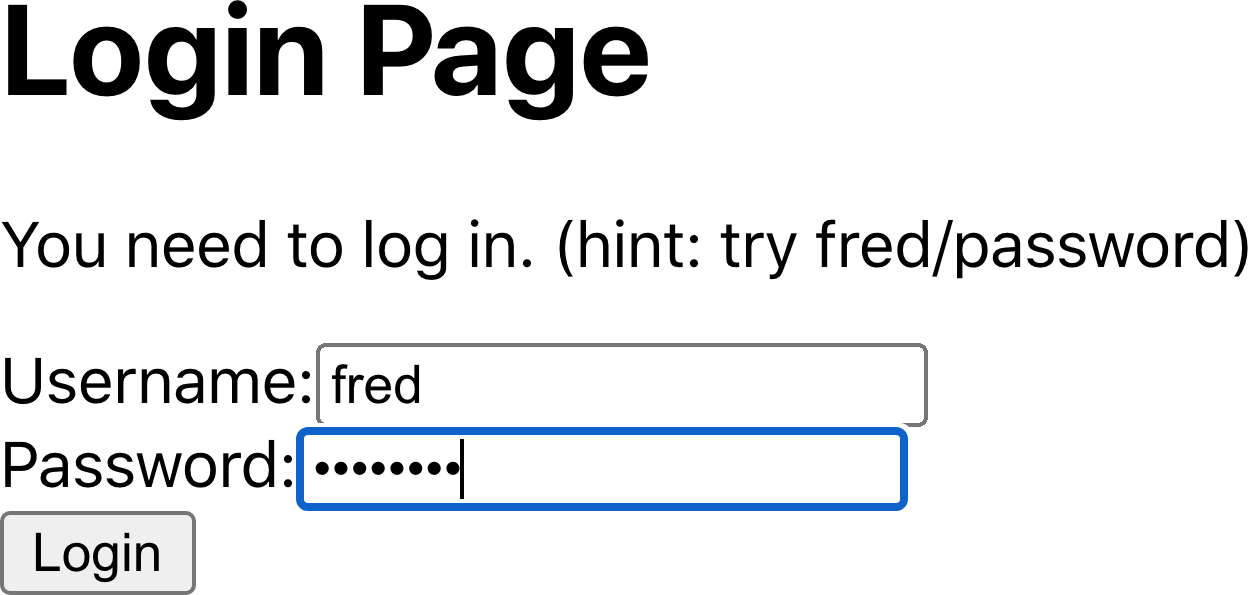 Login Page
You need to log in. (hint: try fred/password)
Username: fred
Password: ••••••••
Login